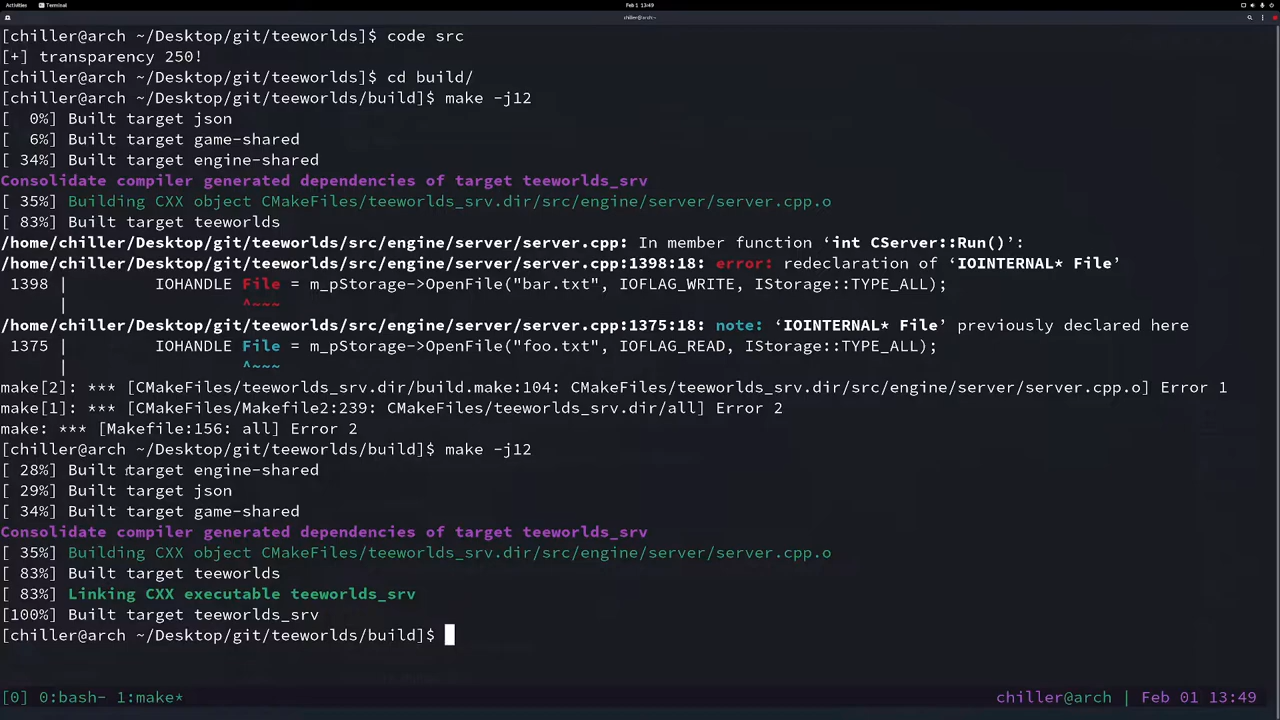 Activities Terminal Feb 1 13:49
chiller@arch:~
[chiller@arch ~/Desktop/git/teeworlds]$ code src
[+] transparency 250!
[chiller@arch ~/Desktop/git/teeworlds]$ cd build/
[chiller@arch ~/Desktop/git/teeworlds/build]$ make -j12
[  0%] Built target json
[  6%] Built target game-shared
[ 34%] Built target engine-shared
Consolidate compiler generated dependencies of target teeworlds_srv
[ 35%] Building CXX object CMakeFiles/teeworlds_srv.dir/src/engine/server/server.cpp.o
[ 83%] Built target teeworlds
/home/chiller/Desktop/git/teeworlds/src/engine/server/server.cpp: In member function ‘int CServer::Run()’:
/home/chiller/Desktop/git/teeworlds/src/engine/server/server.cpp:1398:18: error: redeclaration of ‘IOINTERNAL* File’
 1398 |         IOHANDLE File = m_pStorage->OpenFile("bar.txt", IOFLAG_WRITE, IStorage::TYPE_ALL);
      |                  ^~~~
/home/chiller/Desktop/git/teeworlds/src/engine/server/server.cpp:1375:18: note: ‘IOINTERNAL* File’ previously declared here
 1375 |         IOHANDLE File = m_pStorage->OpenFile("foo.txt", IOFLAG_READ, IStorage::TYPE_ALL);
      |                  ^~~~
make[2]: *** [CMakeFiles/teeworlds_srv.dir/build.make:104: CMakeFiles/teeworlds_srv.dir/src/engine/server/server.cpp.o] Error 1
make[1]: *** [CMakeFiles/Makefile2:239: CMakeFiles/teeworlds_srv.dir/all] Error 2
make: *** [Makefile:156: all] Error 2
[chiller@arch ~/Desktop/git/teeworlds/build]$ make -j12
[ 28%] Built target engine-shared
[ 29%] Built target json
[ 34%] Built target game-shared
Consolidate compiler generated dependencies of target teeworlds_srv
[ 35%] Building CXX object CMakeFiles/teeworlds_srv.dir/src/engine/server/server.cpp.o
[ 83%] Built target teeworlds
[ 83%] Linking CXX executable teeworlds_srv
[100%] Built target teeworlds_srv
[chiller@arch ~/Desktop/git/teeworlds/build]$
[0] 0:bash- 1:make* chiller@arch | Feb 01 13:49